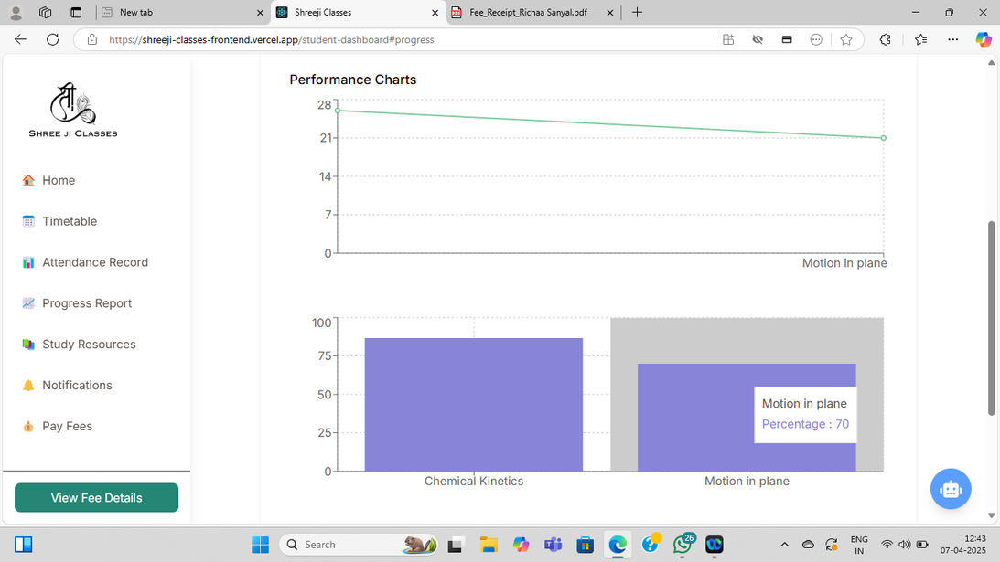 New tab
Shreeji Classes
Fee_Receipt_Richaa Sanyal.pdf
https://shreeji-classes-frontend.vercel.app/student-dashboard#progress
श्री
SHREE JI CLASSES
Home
Timetable
Attendance Record
Progress Report
Study Resources
Notifications
Pay Fees
View Fee Details
Performance Charts
28
21
14
7
0
Motion in plane
100
75
50
25
0
Motion in plane
Percentage : 70
Chemical Kinetics
Motion in plane
Search
26
ENG
IN
12:43
07-04-2025